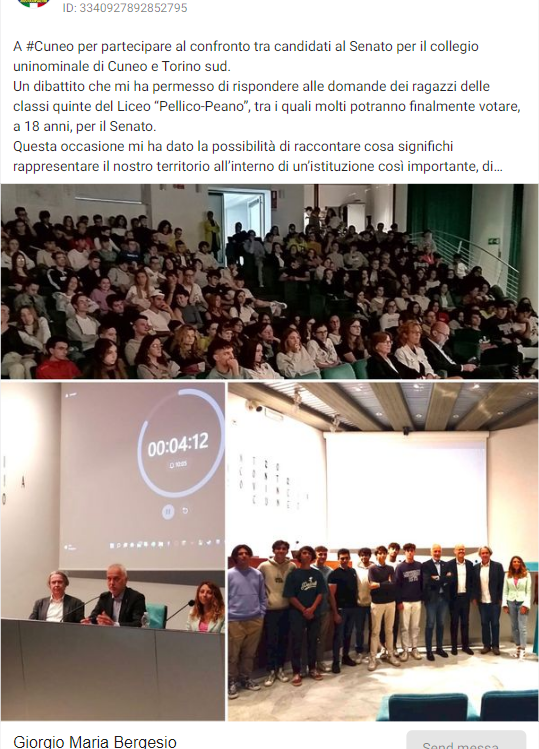 ID: 3340927892852795
A #Cuneo per partecipare al confronto tra candidati al Senato per il collegio
uninominale di Cuneo e Torino sud.
Un dibattito che mi ha permesso di rispondere alle domande dei ragazzi delle
classi quinte del Liceo “Pellico-Peano”, tra i quali molti potranno finalmente votare,
a 18 anni, per il Senato.
Questa occasione mi ha dato la possibilità di raccontare cosa significhi
rappresentare il nostro territorio all’interno di un’istituzione così importante, di…
00:04:12
Giorgio Maria Bergesio
Send messa